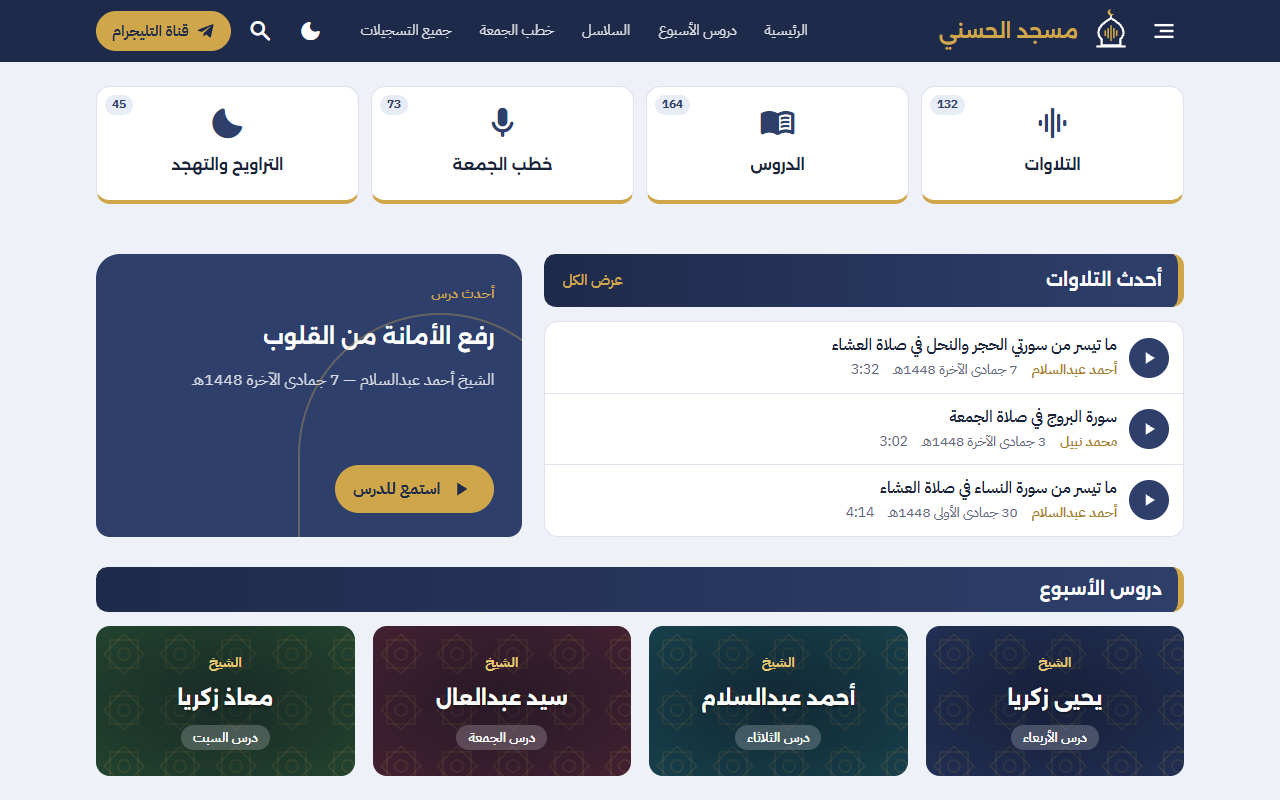 مسجد الحسني
الرئيسية
دروس الأسبوع
السلاسل
خطب الجمعة
جميع التسجيلات
قناة التليجرام
132
التلاوات
164
الدروس
73
خطب الجمعة
45
التراويح والتهجد
أحدث التلاوات
عرض الكل
ما تيسر من سورتي الحجر والنحل في صلاة العشاء
أحمد عبدالسلام 7 جمادى الآخرة 1448هـ 3:32
سورة البروج في صلاة الجمعة
محمد نبيل 3 جمادى الآخرة 1448هـ 3:02
ما تيسر من سورة النساء في صلاة العشاء
أحمد عبدالسلام 30 جمادى الأولى 1448هـ 4:14
أحدث درس
رفع الأمانة من القلوب
الشيخ أحمد عبدالسلام — 7 جمادى الآخرة 1448هـ
استمع للدرس
دروس الأسبوع
الشيخ
يحيى زكريا
درس الأربعاء
الشيخ
أحمد عبدالسلام
درس الثلاثاء
الشيخ
سيد عبدالعال
درس الجمعة
الشيخ
معاذ زكريا
درس السبت